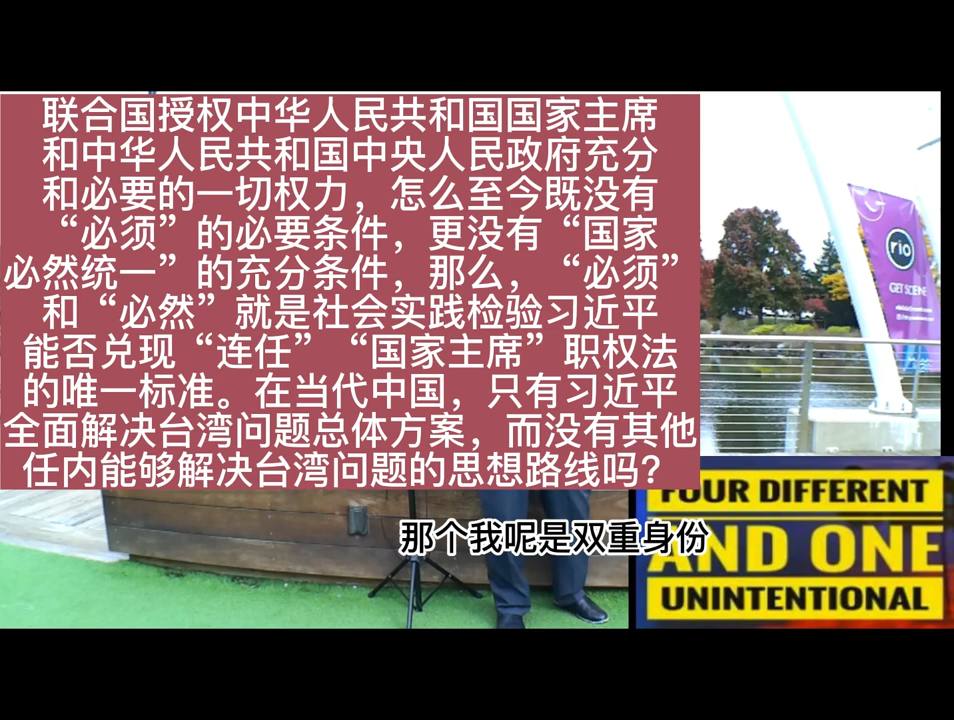 联合国授权中华人民共和国国家主席
和中华人民共和国中央人民政府充分
和必要的一切权力，怎么至今既没有
“必须”的必要条件，更没有“国家
必然统一”的充分条件，那么，“必须”
和“必然”就是社会实践检验习近平
能否兑现“连任”“国家主席”职权法
的唯一标准。在当代中国，只有习近平
全面解决台湾问题总体方案，而没有其他
任内能够解决台湾问题的思想路线吗？
rio
FOUR DIFFERENT
AND ONE
UNINTENTIONAL
那个我呢是双重身份